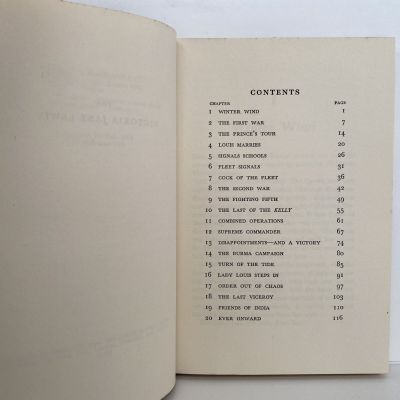 CONTENTS
CHAPTER PAGE
1 WINTER WIND 1
2 THE FIRST WAR 7
3 THE PRINCE'S TOUR 14
4 LOUIS MARRIES 20
5 SIGNALS SCHOOLS 26
6 FLEET SIGNALS 31
7 COCK OF THE FLEET 36
8 THE SECOND WAR 42
9 THE FIGHTING FIFTH 49
10 THE LAST OF THE KELLY 55
11 COMBINED OPERATIONS 61
12 SUPREME COMMANDER 67
13 DISAPPOINTMENTS—AND A VICTORY 74
14 THE BURMA CAMPAIGN 80
15 TURN OF THE TIDE 85
16 LADY LOUIS STEPS IN 91
17 ORDER OUT OF CHAOS 97
18 THE LAST VICEROY 103
19 FRIENDS OF INDIA 110
20 EVER ONWARD 116